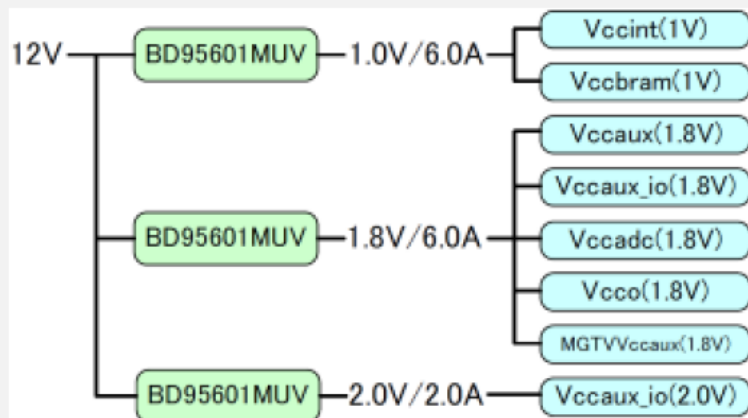 12V
BD95601MUV
1.0V/6.0A
Vccint(1V)
Vccbram(1V)
BD95601MUV
1.8V/6.0A
Vccaux(1.8V)
Vccaux_io(1.8V)
Vccadc(1.8V)
Vcco(1.8V)
MGTVVccaux(1.8V)
BD95601MUV
2.0V/2.0A
Vccaux_io(2.0V)